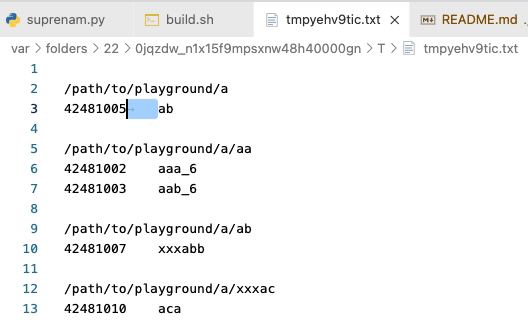 suprenam.py build.sh tmpyehv9tic.txt × README.md .
var > folders > 22 > 0jqzdw_n1x15f9mpsxnw48h40000gn > T > tmpyehv9tic.txt
1
2 /path/to/playground/a
3 42481005→ ab
4
5 /path/to/playground/a/aa
6 42481002 aaa_6
7 42481003 aab_6
8
9 /path/to/playground/a/ab
10 42481007 xxxabb
11
12 /path/to/playground/a/xxxac
13 42481010 aca